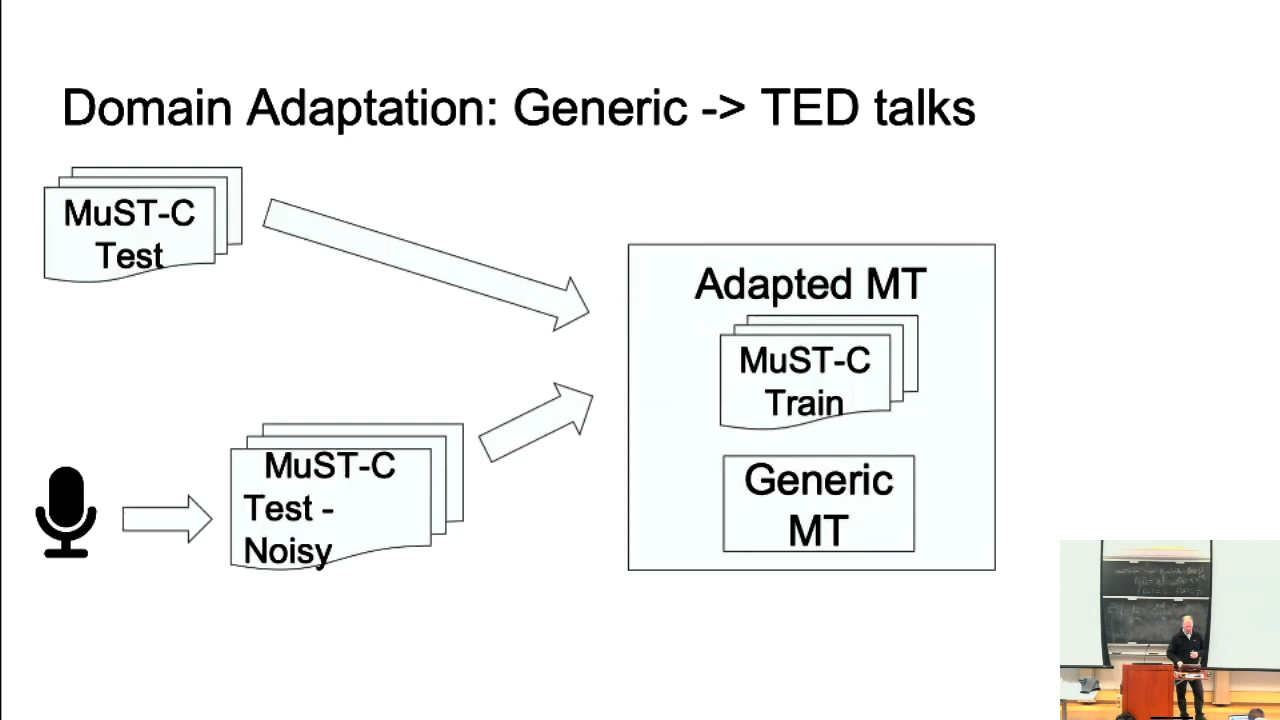 Domain Adaptation: Generic -> TED talks
MuST-C
Test
Adapted MT
MuST-C
Train
MuST-C
Test -
Noisy
Generic
MT